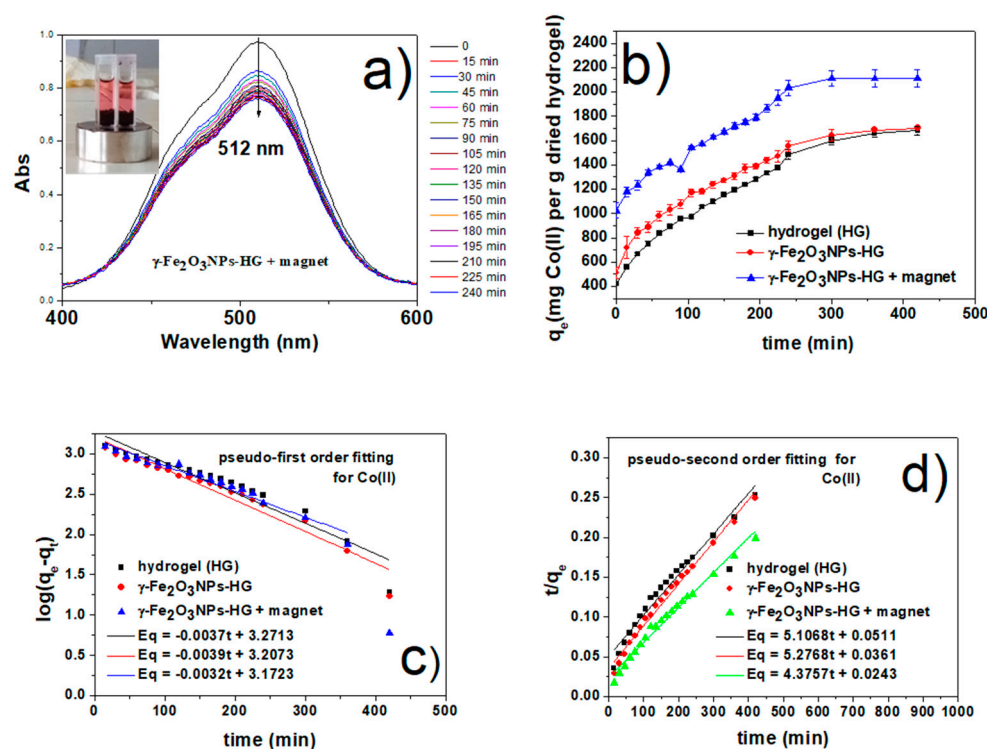 a)
1.0
0.8
0.6
0.4
0.2
0.0
Abs
512 nm
γ-Fe₂O₃NPs-HG + magnet
400
450
500
550
600
Wavelength (nm)
0
15 min
30 min
45 min
60 min
75 min
90 min
105 min
120 min
135 min
150 min
165 min
180 min
195 min
210 min
225 min
240 min
b)
2400
2200
2000
1800
1600
1400
1200
1000
800
600
400
200
0
qₑ(mg Co(II) per g dried hydrogel)
hydrogel (HG)
γ-Fe₂O₃NPs-HG
γ-Fe₂O₃NPs-HG + magnet
0
100
200
300
400
500
time (min)
3.0
2.5
2.0
1.5
1.0
0.5
0.0
log(qₑ-qₜ)
pseudo-first order fitting
for Co(II)
hydrogel (HG)
γ-Fe₂O₃NPs-HG
γ-Fe₂O₃NPs-HG + magnet
Eq = -0.0037t + 3.2713
Eq = -0.0039t + 3.2073
Eq = -0.0032t + 3.1723
c)
0
100
200
300
400
500
time (min)
0.30
0.25
0.20
0.15
0.10
0.05
0.00
t/qₑ
pseudo-second order fitting for
Co(II)
d)
hydrogel (HG)
γ-Fe₂O₃NPs-HG
γ-Fe₂O₃NPs-HG + magnet
Eq = 5.1068t + 0.0511
Eq = 5.2768t + 0.0361
Eq = 4.3757t + 0.0243
0
100
200
300
400
500
600
700
800
900
1000
time (min)